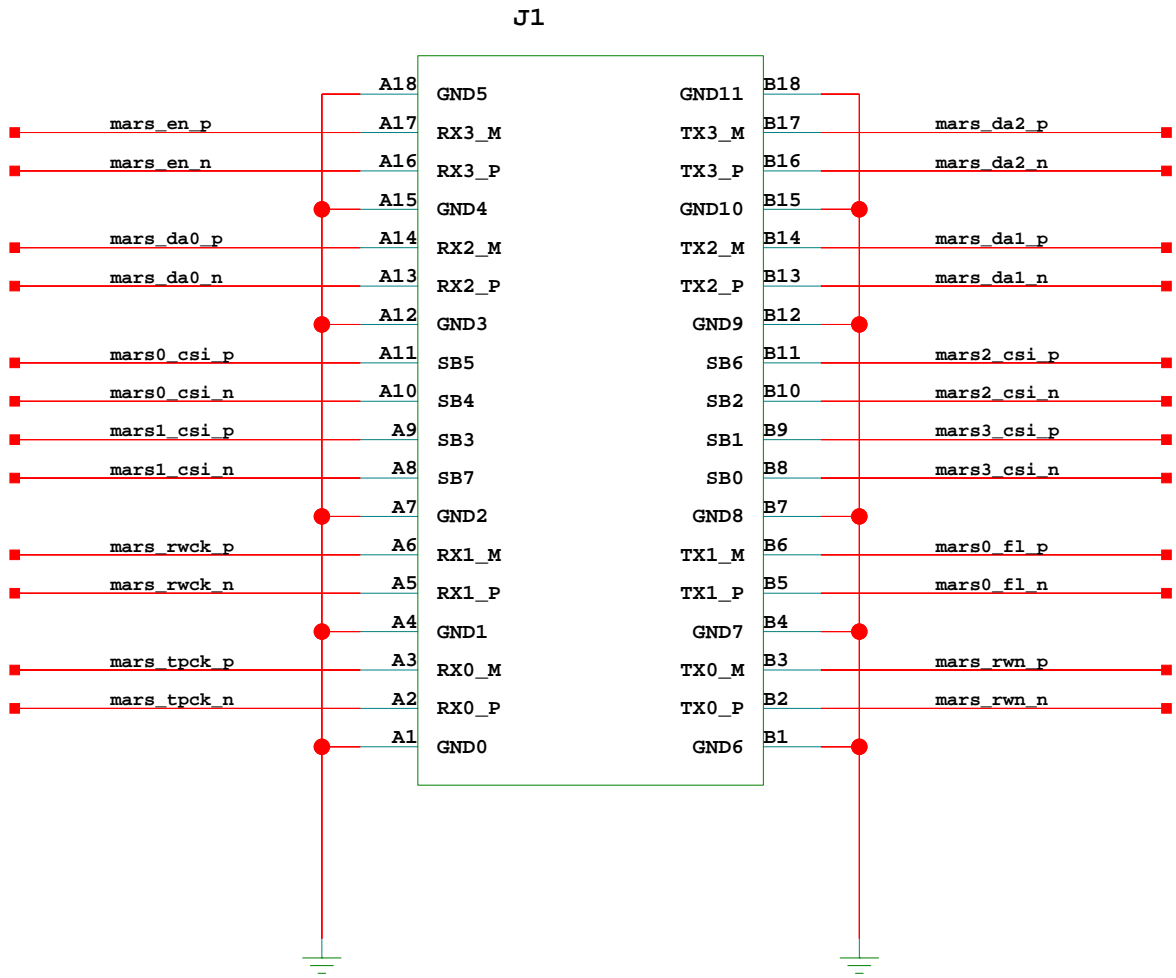 J1
A18 GND5 GND11 B18
mars_en_p A17 RX3_M TX3_M B17 mars_da2_p
mars_en_n A16 RX3_P TX3_P B16 mars_da2_n
A15 GND4 GND10 B15
mars_da0_p A14 RX2_M TX2_M B14 mars_da1_p
mars_da0_n A13 RX2_P TX2_P B13 mars_da1_n
A12 GND3 GND9 B12
mars0_csi_p A11 SB5 SB6 B11 mars2_csi_p
mars0_csi_n A10 SB4 SB2 B10 mars2_csi_n
mars1_csi_p A9 SB3 SB1 B9 mars3_csi_p
mars1_csi_n A8 SB7 SB0 B8 mars3_csi_n
A7 GND2 GND8 B7
mars_rwck_p A6 RX1_M TX1_M B6 mars0_fl_p
mars_rwck_n A5 RX1_P TX1_P B5 mars0_fl_n
A4 GND1 GND7 B4
mars_tpck_p A3 RX0_M TX0_M B3 mars_rwn_p
mars_tpck_n A2 RX0_P TX0_P B2 mars_rwn_n
A1 GND0 GND6 B1